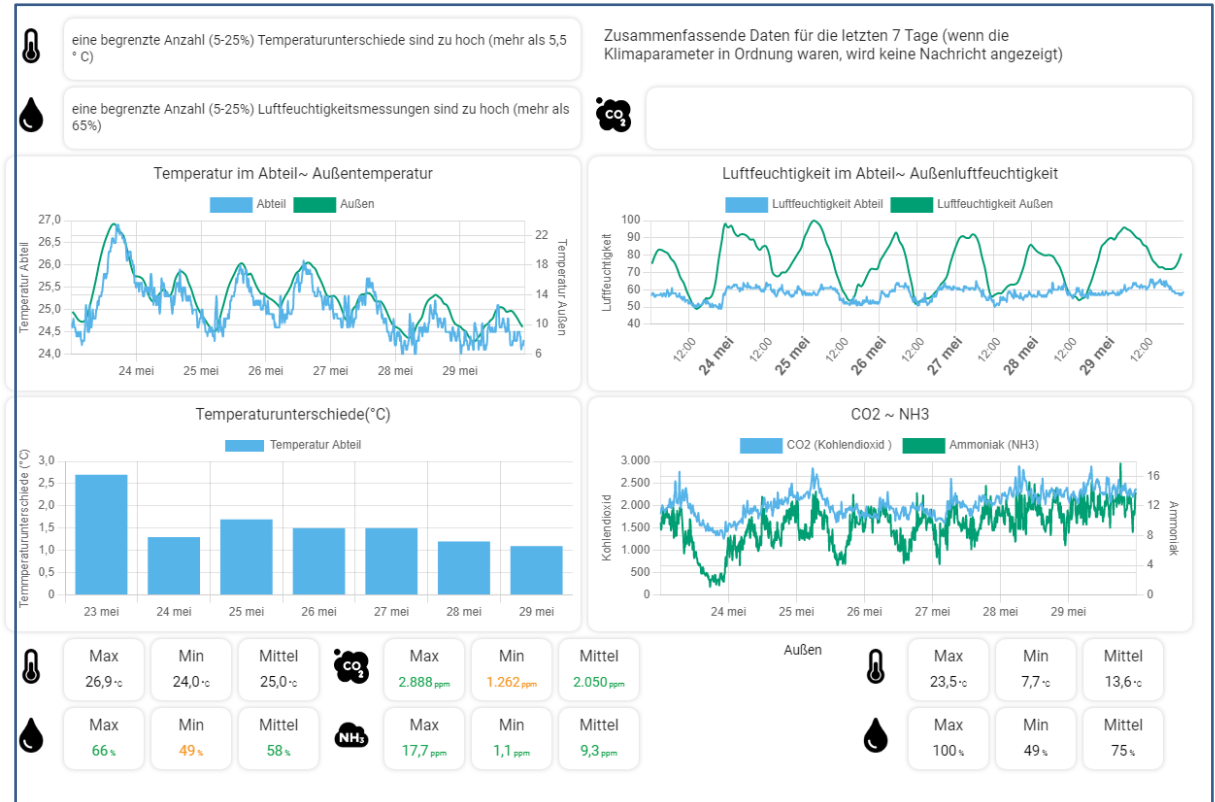 eine begrenzte Anzahl (5-25%) Temperaturunterschiede sind zu hoch (mehr als 5,5
° C)
Zusammenfassende Daten für die letzten 7 Tage (wenn die
Klimaparameter in Ordnung waren, wird keine Nachricht angezeigt)
eine begrenzte Anzahl (5-25%) Luftfeuchtigkeitsmessungen sind zu hoch (mehr als
65%)
CO2
Temperatur im Abteil~ Außentemperatur
Abteil Außen
Temperatur Abteil
27,0
26,5
26,0
25,5
25,0
24,5
24,0
22
18
14
10
6
Temperatur Außen
24 mei 25 mei 26 mei 27 mei 28 mei 29 mei
Luftfeuchtigkeit im Abteil~ Außenluftfeuchtigkeit
Luftfeuchtigkeit Abteil Luftfeuchtigkeit Außen
Luftfeuchtigkeit
100
90
80
70
60
50
40
12:00 24 mei 12:00 25 mei 12:00 26 mei 12:00 27 mei 12:00 28 mei 12:00 29 mei 12:00
Temperaturunterschiede(°C)
Temperatur Abteil
Temmperaturunterschiede (°C)
3,0
2,5
2,0
1,5
1,0
0,5
0
23 mei 24 mei 25 mei 26 mei 27 mei 28 mei 29 mei
CO2 ~ NH3
CO2 (Kohlendioxid ) Ammoniak (NH3)
Kohlendioxid
3.000
2.500
2.000
1.500
1.000
500
0
16
12
8
4
0
Ammoniak
24 mei 25 mei 26 mei 27 mei 28 mei 29 mei
Max Min Mittel
26,9 °c 24,0 °c 25,0 °c
CO2
Max Min Mittel
2.888 ppm 1.262 ppm 2.050 ppm
Außen
Max Min Mittel
23,5 °c 7,7 °c 13,6 °c
Max Min Mittel
66 % 49 % 58 %
NH3
Max Min Mittel
17,7 ppm 1,1 ppm 9,3 ppm
Max Min Mittel
100 % 49 % 75 %